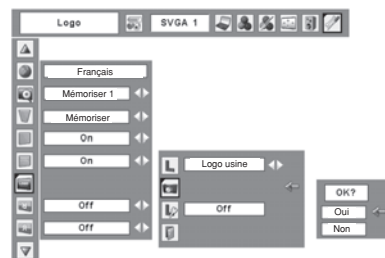 Logo
SVGA 1
Français
Mémoriser 1
Mémoriser
On
On
Logo usine
Off
OK?
Oui
Non
Off
Off